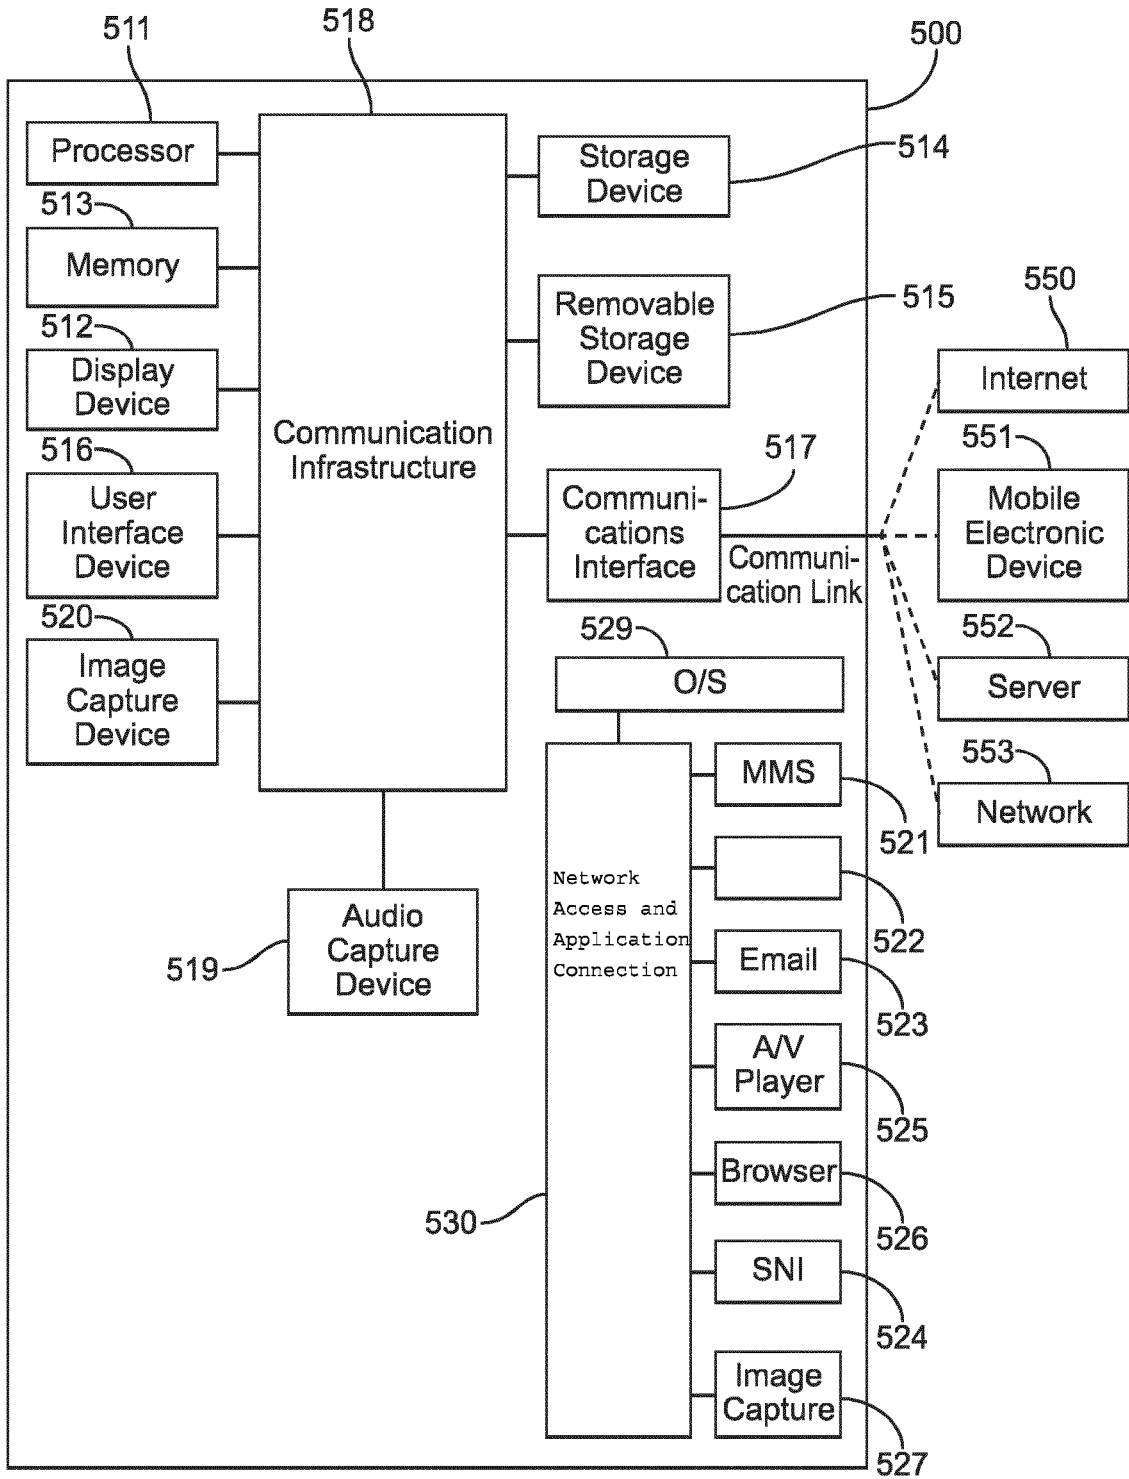 511
518
500
Processor
Storage
Device
514
513
Memory
Removable
Storage
Device
515
550
Internet
512
Display
Device
Communication
Infrastructure
517
551
516
User
Interface
Device
Communi-
cations
Interface
Communi-
cation Link
Mobile
Electronic
Device
520
Image
Capture
Device
529
O/S
552
Server
553
Network
MMS
521
Network
Access and
Application
Connection
522
Audio
Capture
Device
519
Email
523
A/V
Player
525
Browser
526
530
SNI
524
Image
Capture
527